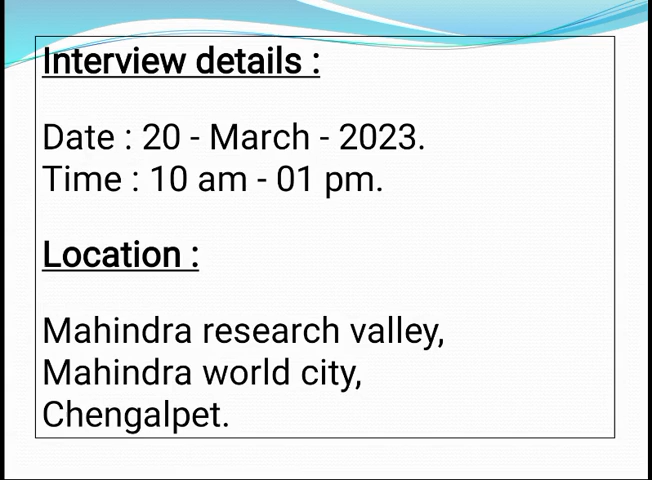 Interview details :
Date : 20 - March - 2023.
Time : 10 am - 01 pm.
Location :
Mahindra research valley,
Mahindra world city,
Chengalpet.